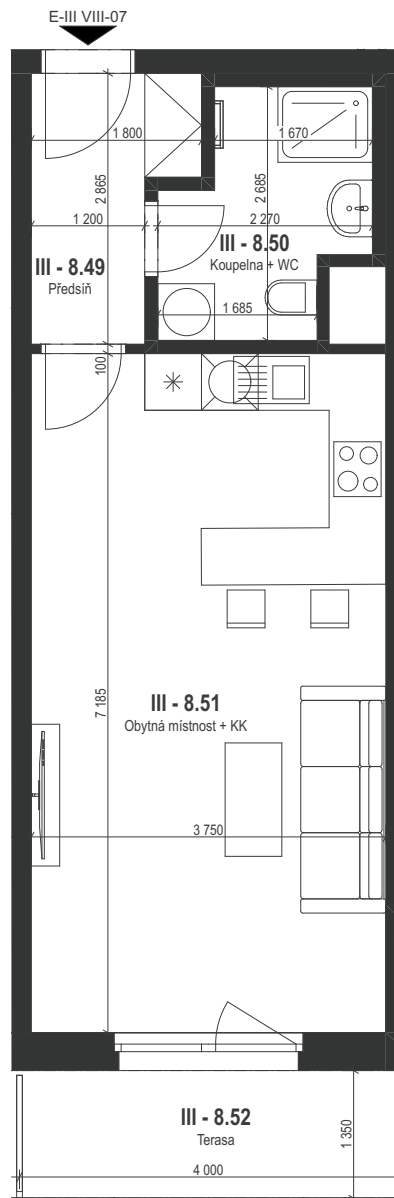 E-III VIII-07
1 800
1 670
2 865
2 685
1 200
2 270
III - 8.50
Koupelna + WC
III - 8.49
Předsíň
1 685
100
III - 8.51
Obytná místnost + KK
7 185
3 750
III - 8.52
Terasa
1 350
4 000